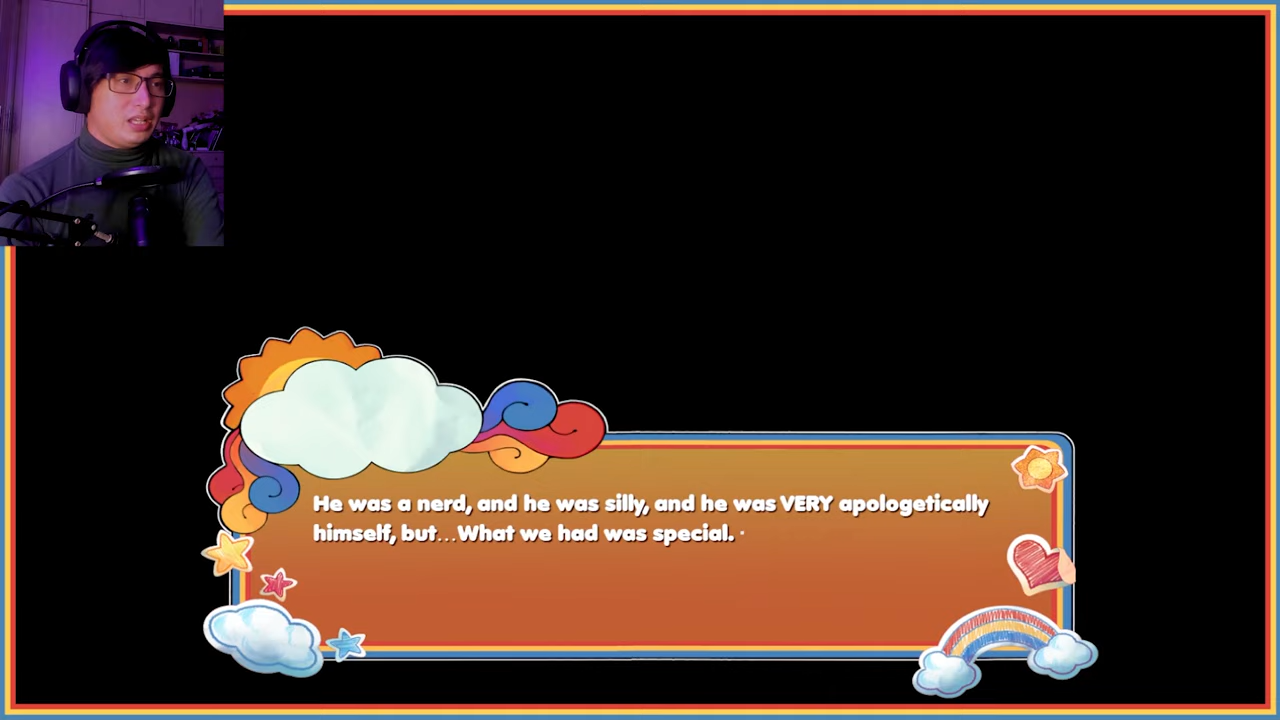 He was a nerd, and he was silly, and he was VERY apologetically
himself, but...What we had was special.